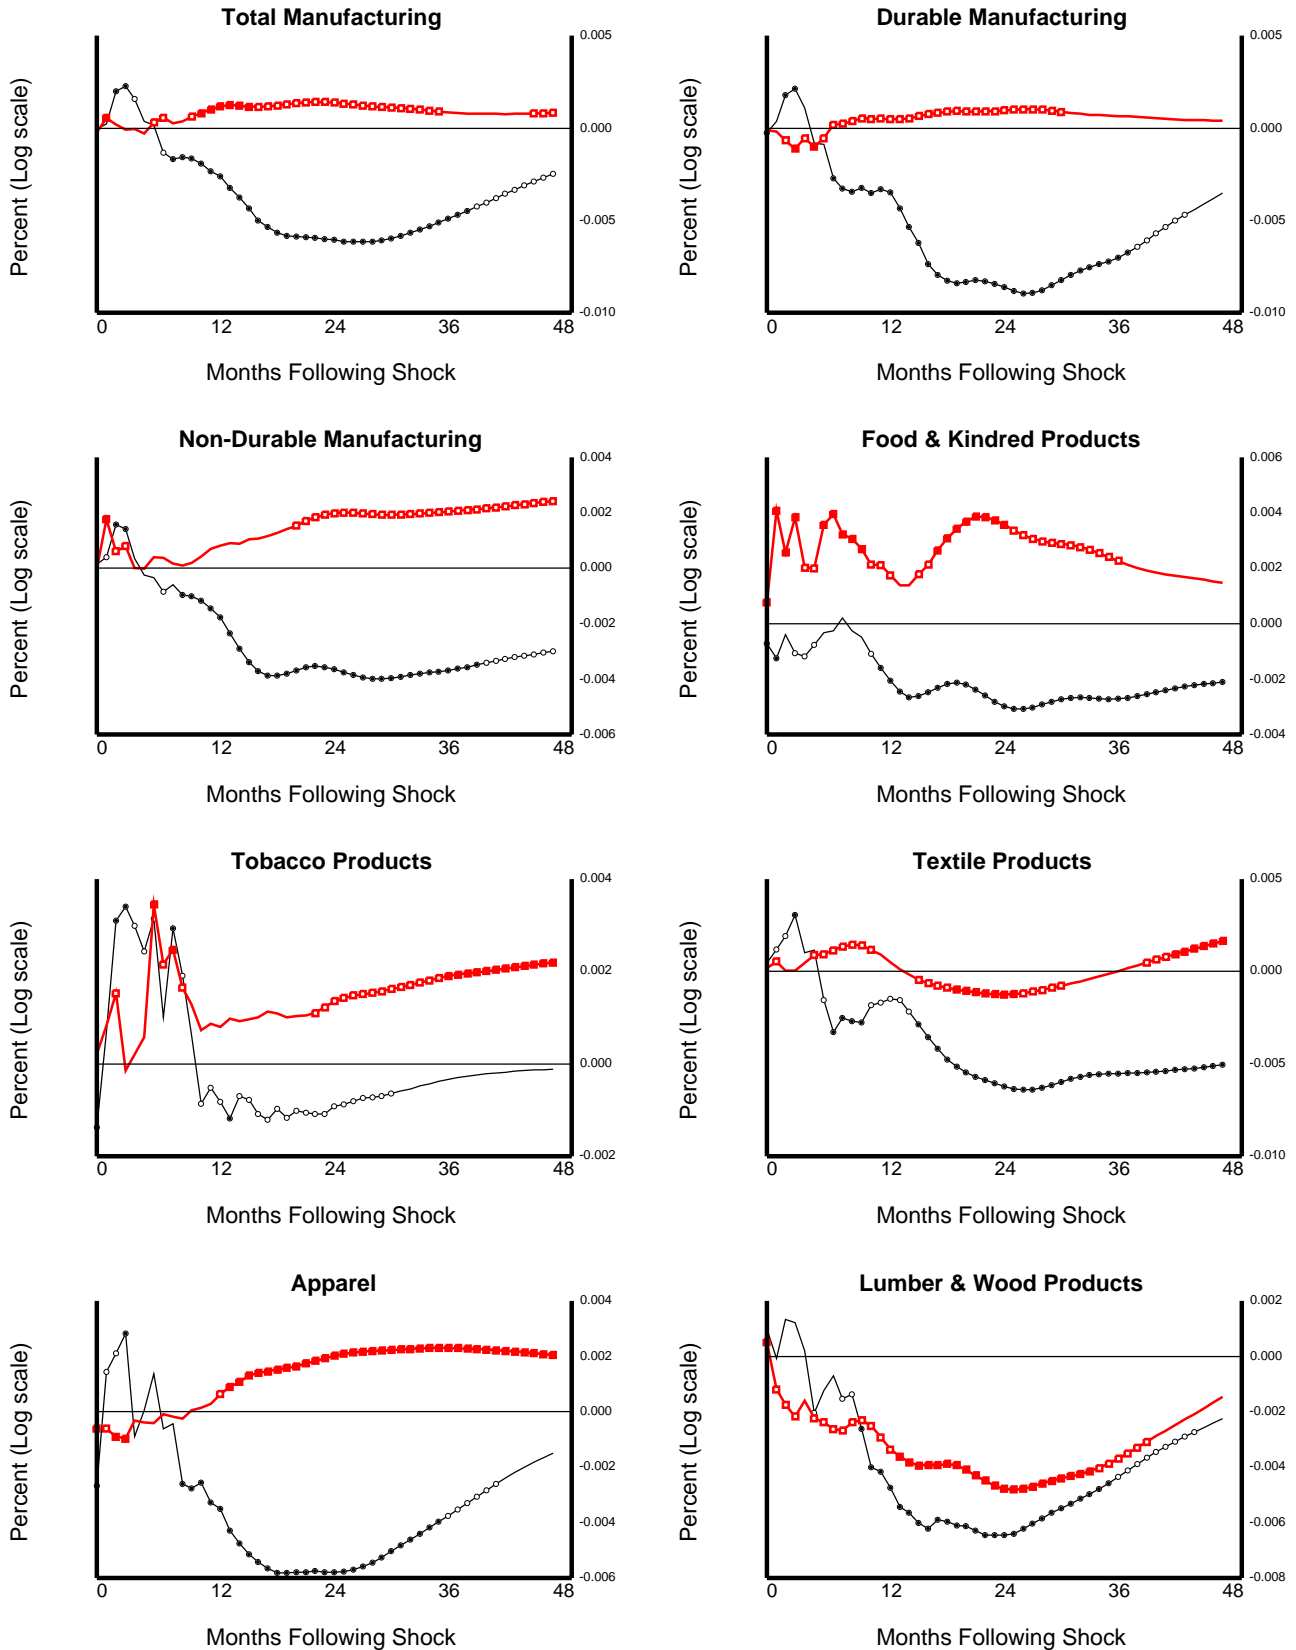 Total Manufacturing
Percent (Log scale)
0.005
0.000
-0.005
-0.010
0 12 24 36 48
Months Following Shock
Durable Manufacturing
Percent (Log scale)
0.005
0.000
-0.005
-0.010
0 12 24 36 48
Months Following Shock
Non-Durable Manufacturing
Percent (Log scale)
0.004
0.002
0.000
-0.002
-0.004
-0.006
0 12 24 36 48
Months Following Shock
Food & Kindred Products
Percent (Log scale)
0.006
0.004
0.002
0.000
-0.002
-0.004
0 12 24 36 48
Months Following Shock
Tobacco Products
Percent (Log scale)
0.004
0.002
0.000
-0.002
0 12 24 36 48
Months Following Shock
Textile Products
Percent (Log scale)
0.005
0.000
-0.005
-0.010
0 12 24 36 48
Months Following Shock
Apparel
Percent (Log scale)
0.004
0.002
0.000
-0.002
-0.004
-0.006
0 12 24 36 48
Months Following Shock
Lumber & Wood Products
Percent (Log scale)
0.002
0.000
-0.002
-0.004
-0.006
-0.008
0 12 24 36 48
Months Following Shock